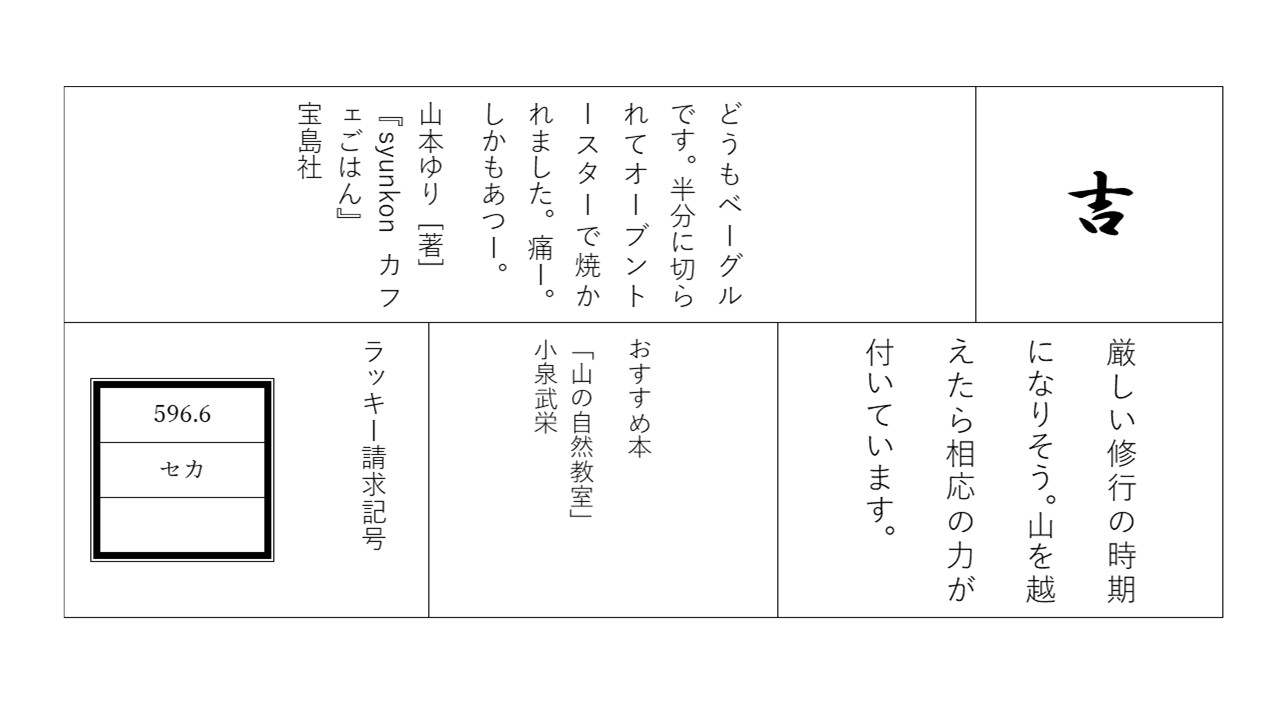 吉
どうもベーグル
です。半分に切ら
れてオーブント
ースターで焼か
れました。痛ー。
しかもあつー。
山本ゆり［著］
『syunkon カフ
ェごはん』
宝島社
厳しい修行の時期
になりそう。山を越
えたら相応の力が
付いています。
おすすめ本
「山の自然教室」
小泉武栄
ラッキー請求記号
596.6
セカ